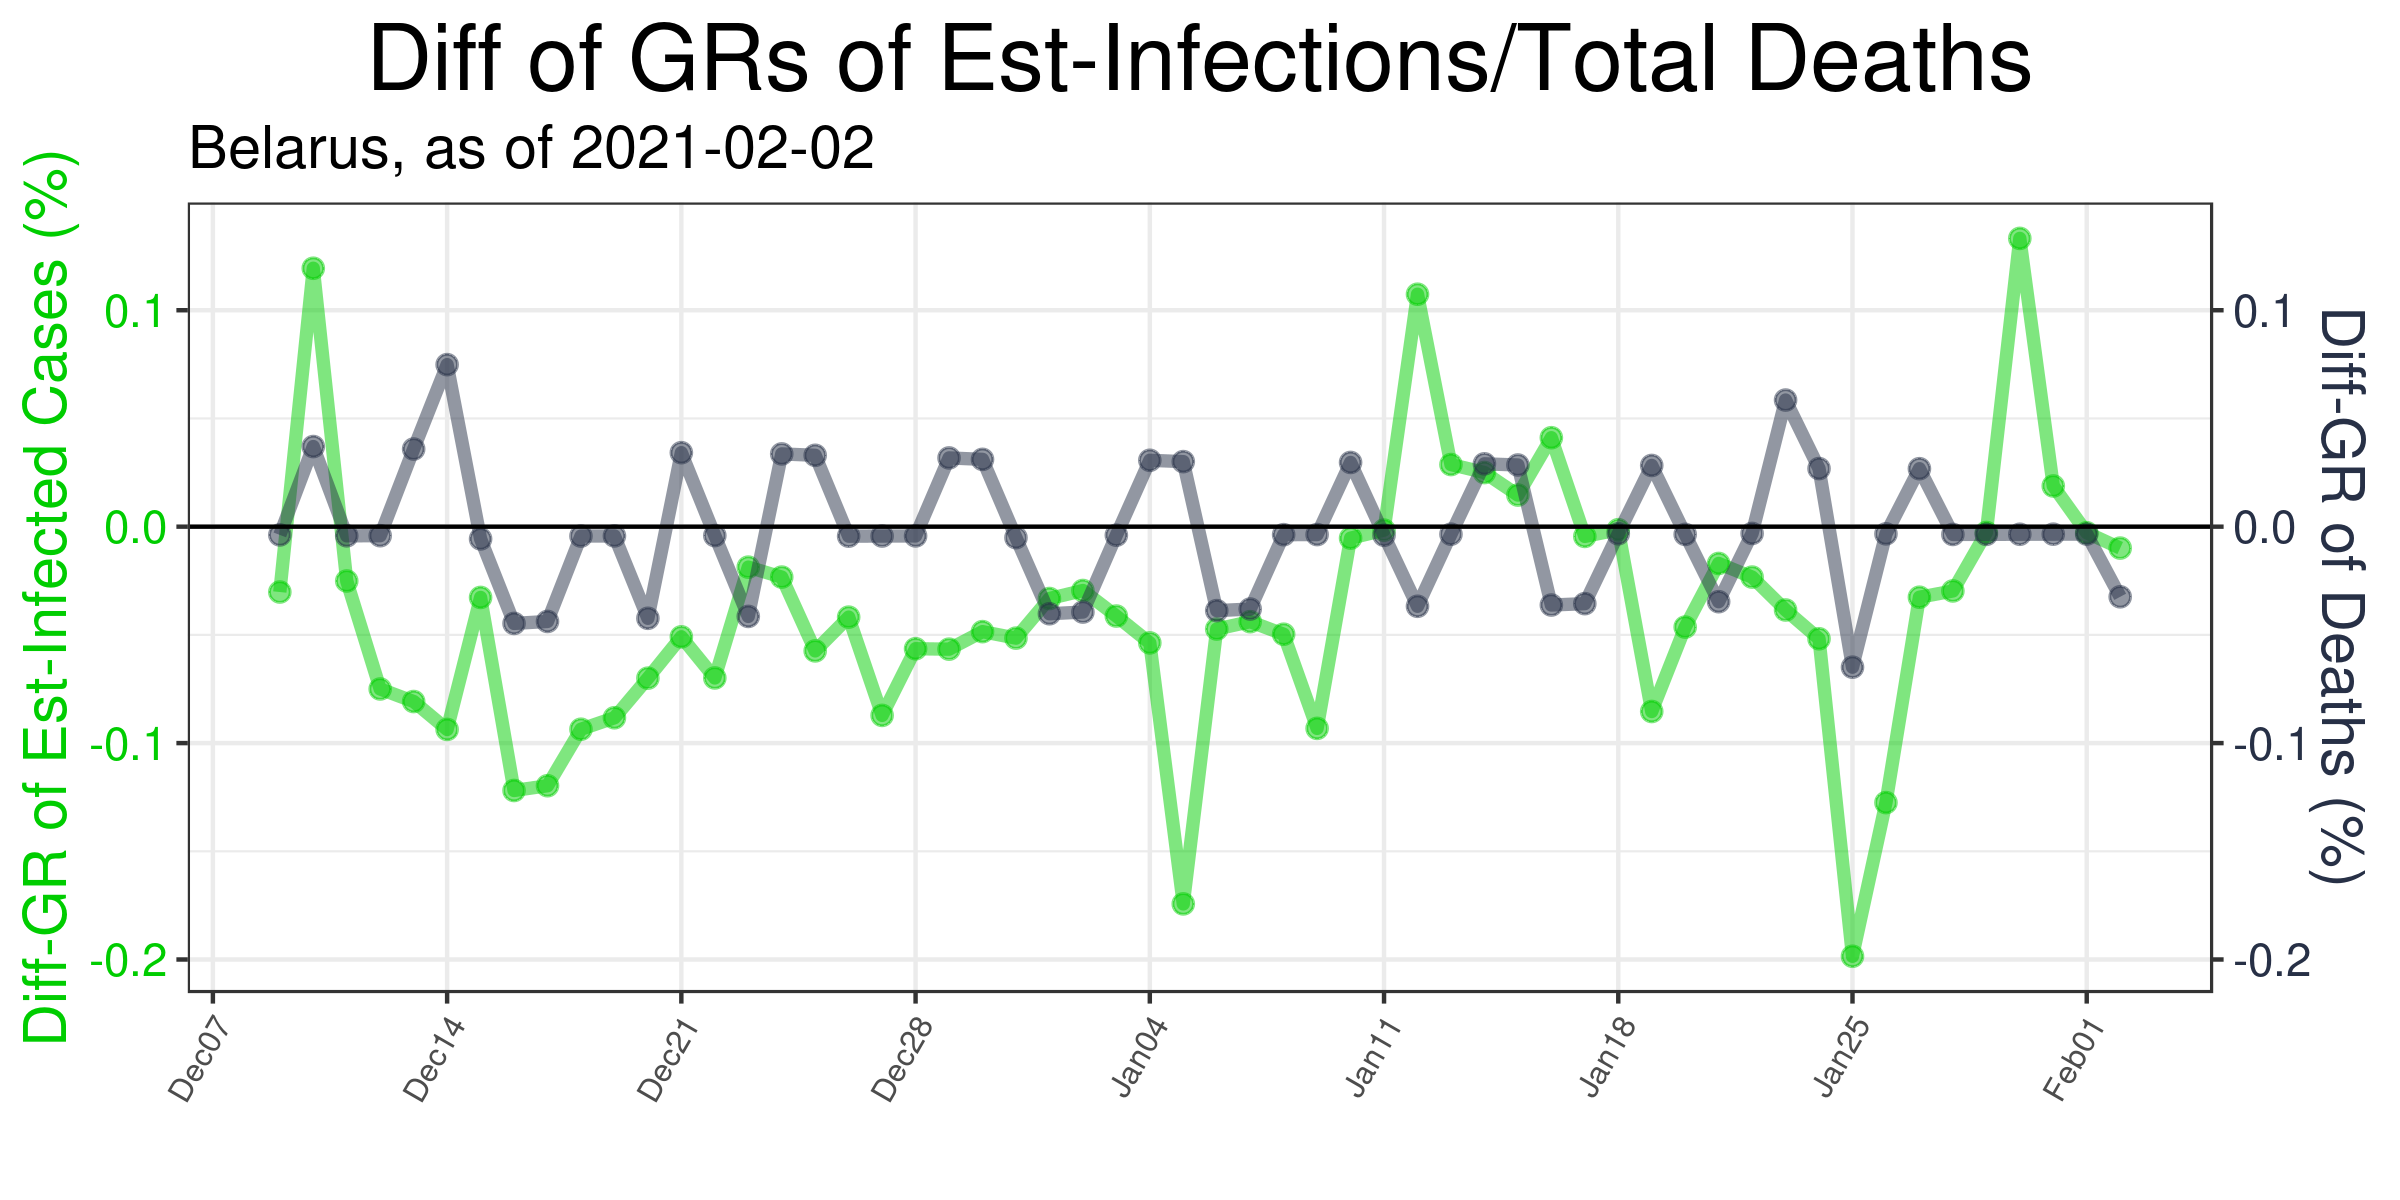 Diff of GRs of Est-Infections/Total Deaths
Belarus, as of 2021-02-02
Diff-GR of Est-Infected Cases (%)
0.1
0.0
-0.1
-0.2
0.1
0.0
-0.1
-0.2
Diff-GR of Deaths (%)
Dec07
Dec14
Dec21
Dec28
Jan04
Jan11
Jan18
Jan25
Feb01